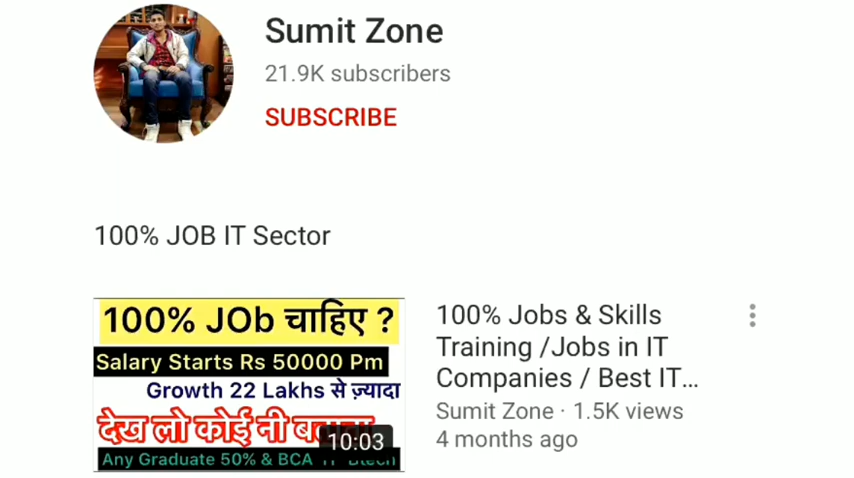 Sumit Zone
21.9K subscribers
SUBSCRIBE
100% JOB IT Sector
100% JOb चाहिए ?
Salary Starts Rs 50000 Pm
Growth 22 Lakhs से ज़्यादा
देख लो कोई नी
10:03
Any Graduate 50% & BCA
100% Jobs & Skills
Training /Jobs in IT
Companies / Best IT...
Sumit Zone · 1.5K views
4 months ago